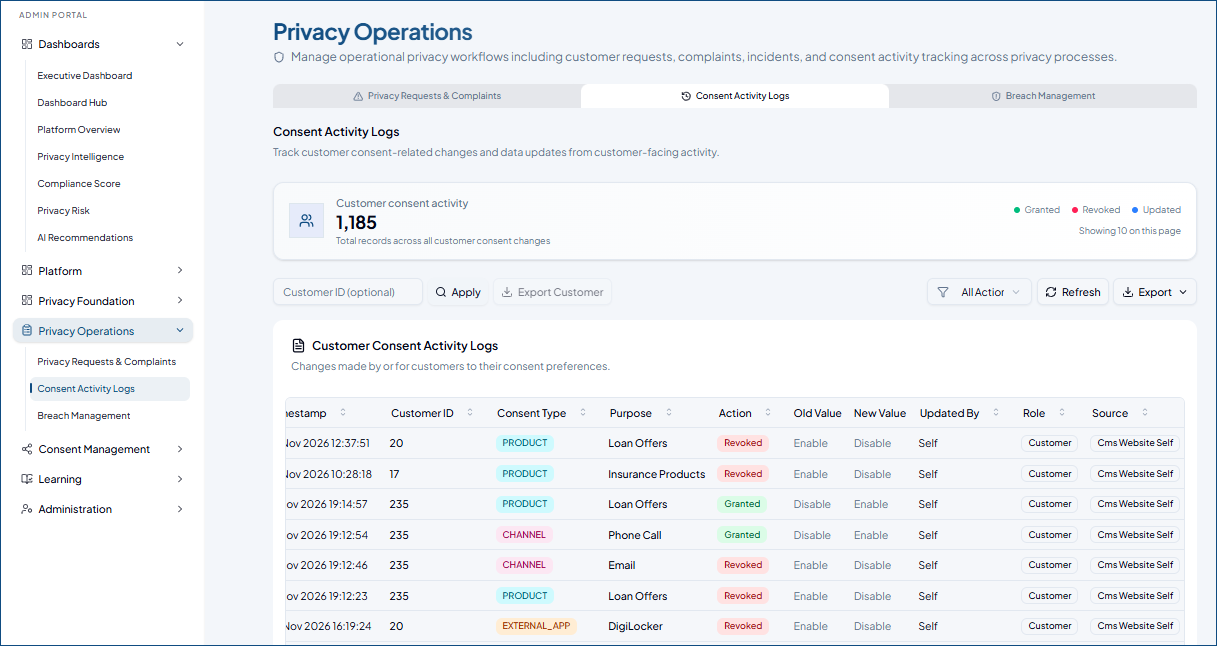 ADMIN PORTAL
Dashboards
Executive Dashboard
Dashboard Hub
Platform Overview
Privacy Intelligence
Compliance Score
Privacy Risk
AI Recommendations
Platform
Privacy Foundation
Privacy Operations
Privacy Requests & Complaints
Consent Activity Logs
Breach Management
Consent Management
Learning
Administration
Privacy Operations
Manage operational privacy workflows including customer requests, complaints, incidents, and consent activity tracking across privacy processes.
Privacy Requests & Complaints Consent Activity Logs Breach Management
Consent Activity Logs
Track customer consent-related changes and data updates from customer-facing activity.
Customer consent activity
1,185
Total records across all customer consent changes
Granted Revoked Updated
Showing 10 on this page
Customer ID (optional) Apply Export Customer All Action Refresh Export
Customer Consent Activity Logs
Changes made by or for customers to their consent preferences.
mestamp Customer ID Consent Type Purpose Action Old Value New Value Updated By Role Source
Nov 2026 12:37:51 20 PRODUCT Loan Offers Revoked Enable Disable Self Customer Cms Website Self
Nov 2026 10:28:18 17 PRODUCT Insurance Products Revoked Enable Disable Self Customer Cms Website Self
ov 2026 19:14:57 235 PRODUCT Loan Offers Granted Disable Enable Self Customer Cms Website Self
ov 2026 19:12:54 235 CHANNEL Phone Call Granted Disable Enable Self Customer Cms Website Self
ov 2026 19:12:46 235 CHANNEL Email Revoked Enable Disable Self Customer Cms Website Self
ov 2026 19:12:23 235 PRODUCT Loan Offers Revoked Enable Disable Self Customer Cms Website Self
Nov 2026 16:19:24 20 EXTERNAL_APP DigiLocker Revoked Enable Disable Self Customer Cms Website Self